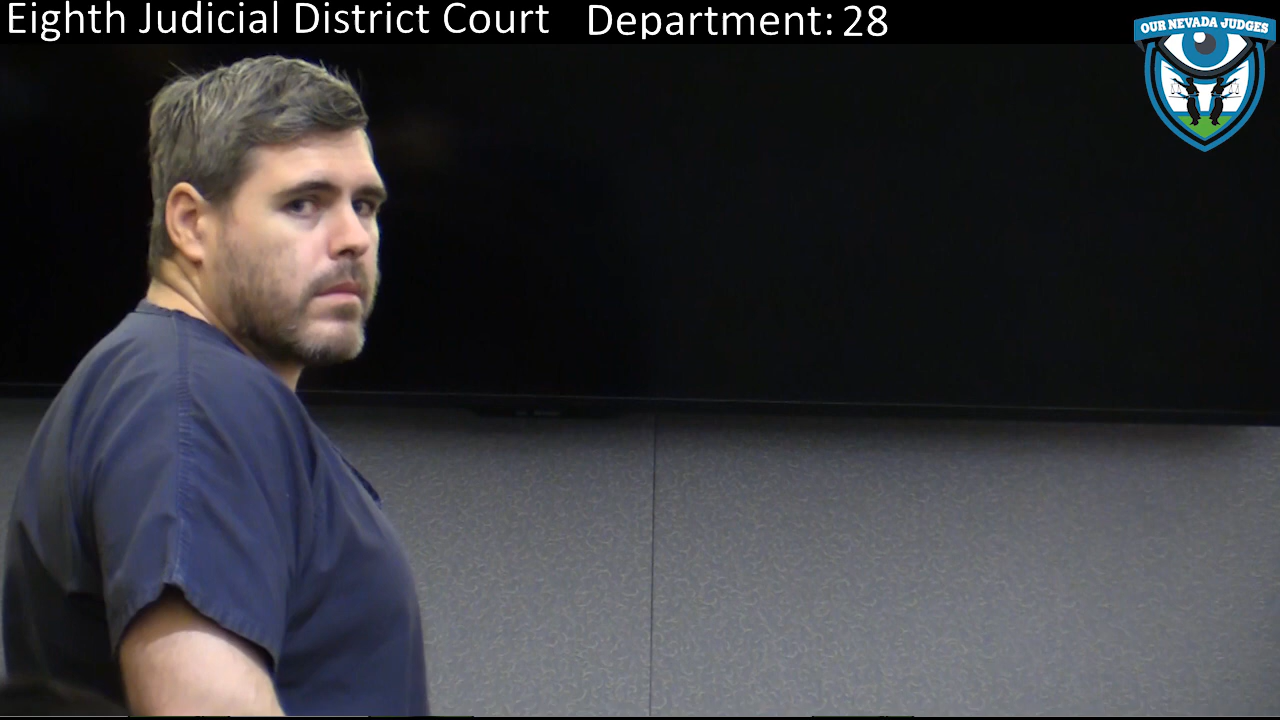 Eighth Judicial District Court Department: 28
OUR NEVADA JUDGES